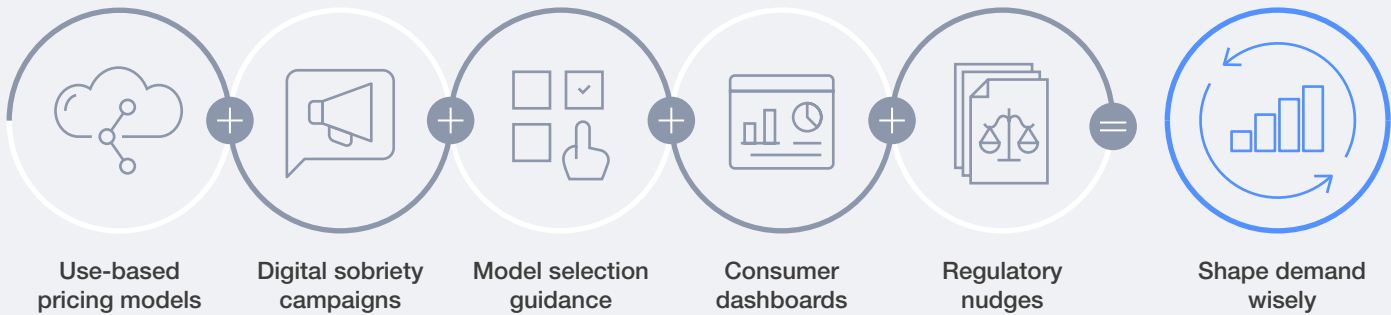 Use-based
pricing models
Digital sobriety
campaigns
Model selection
guidance
Consumer
dashboards
Regulatory
nudges
Shape demand
wisely